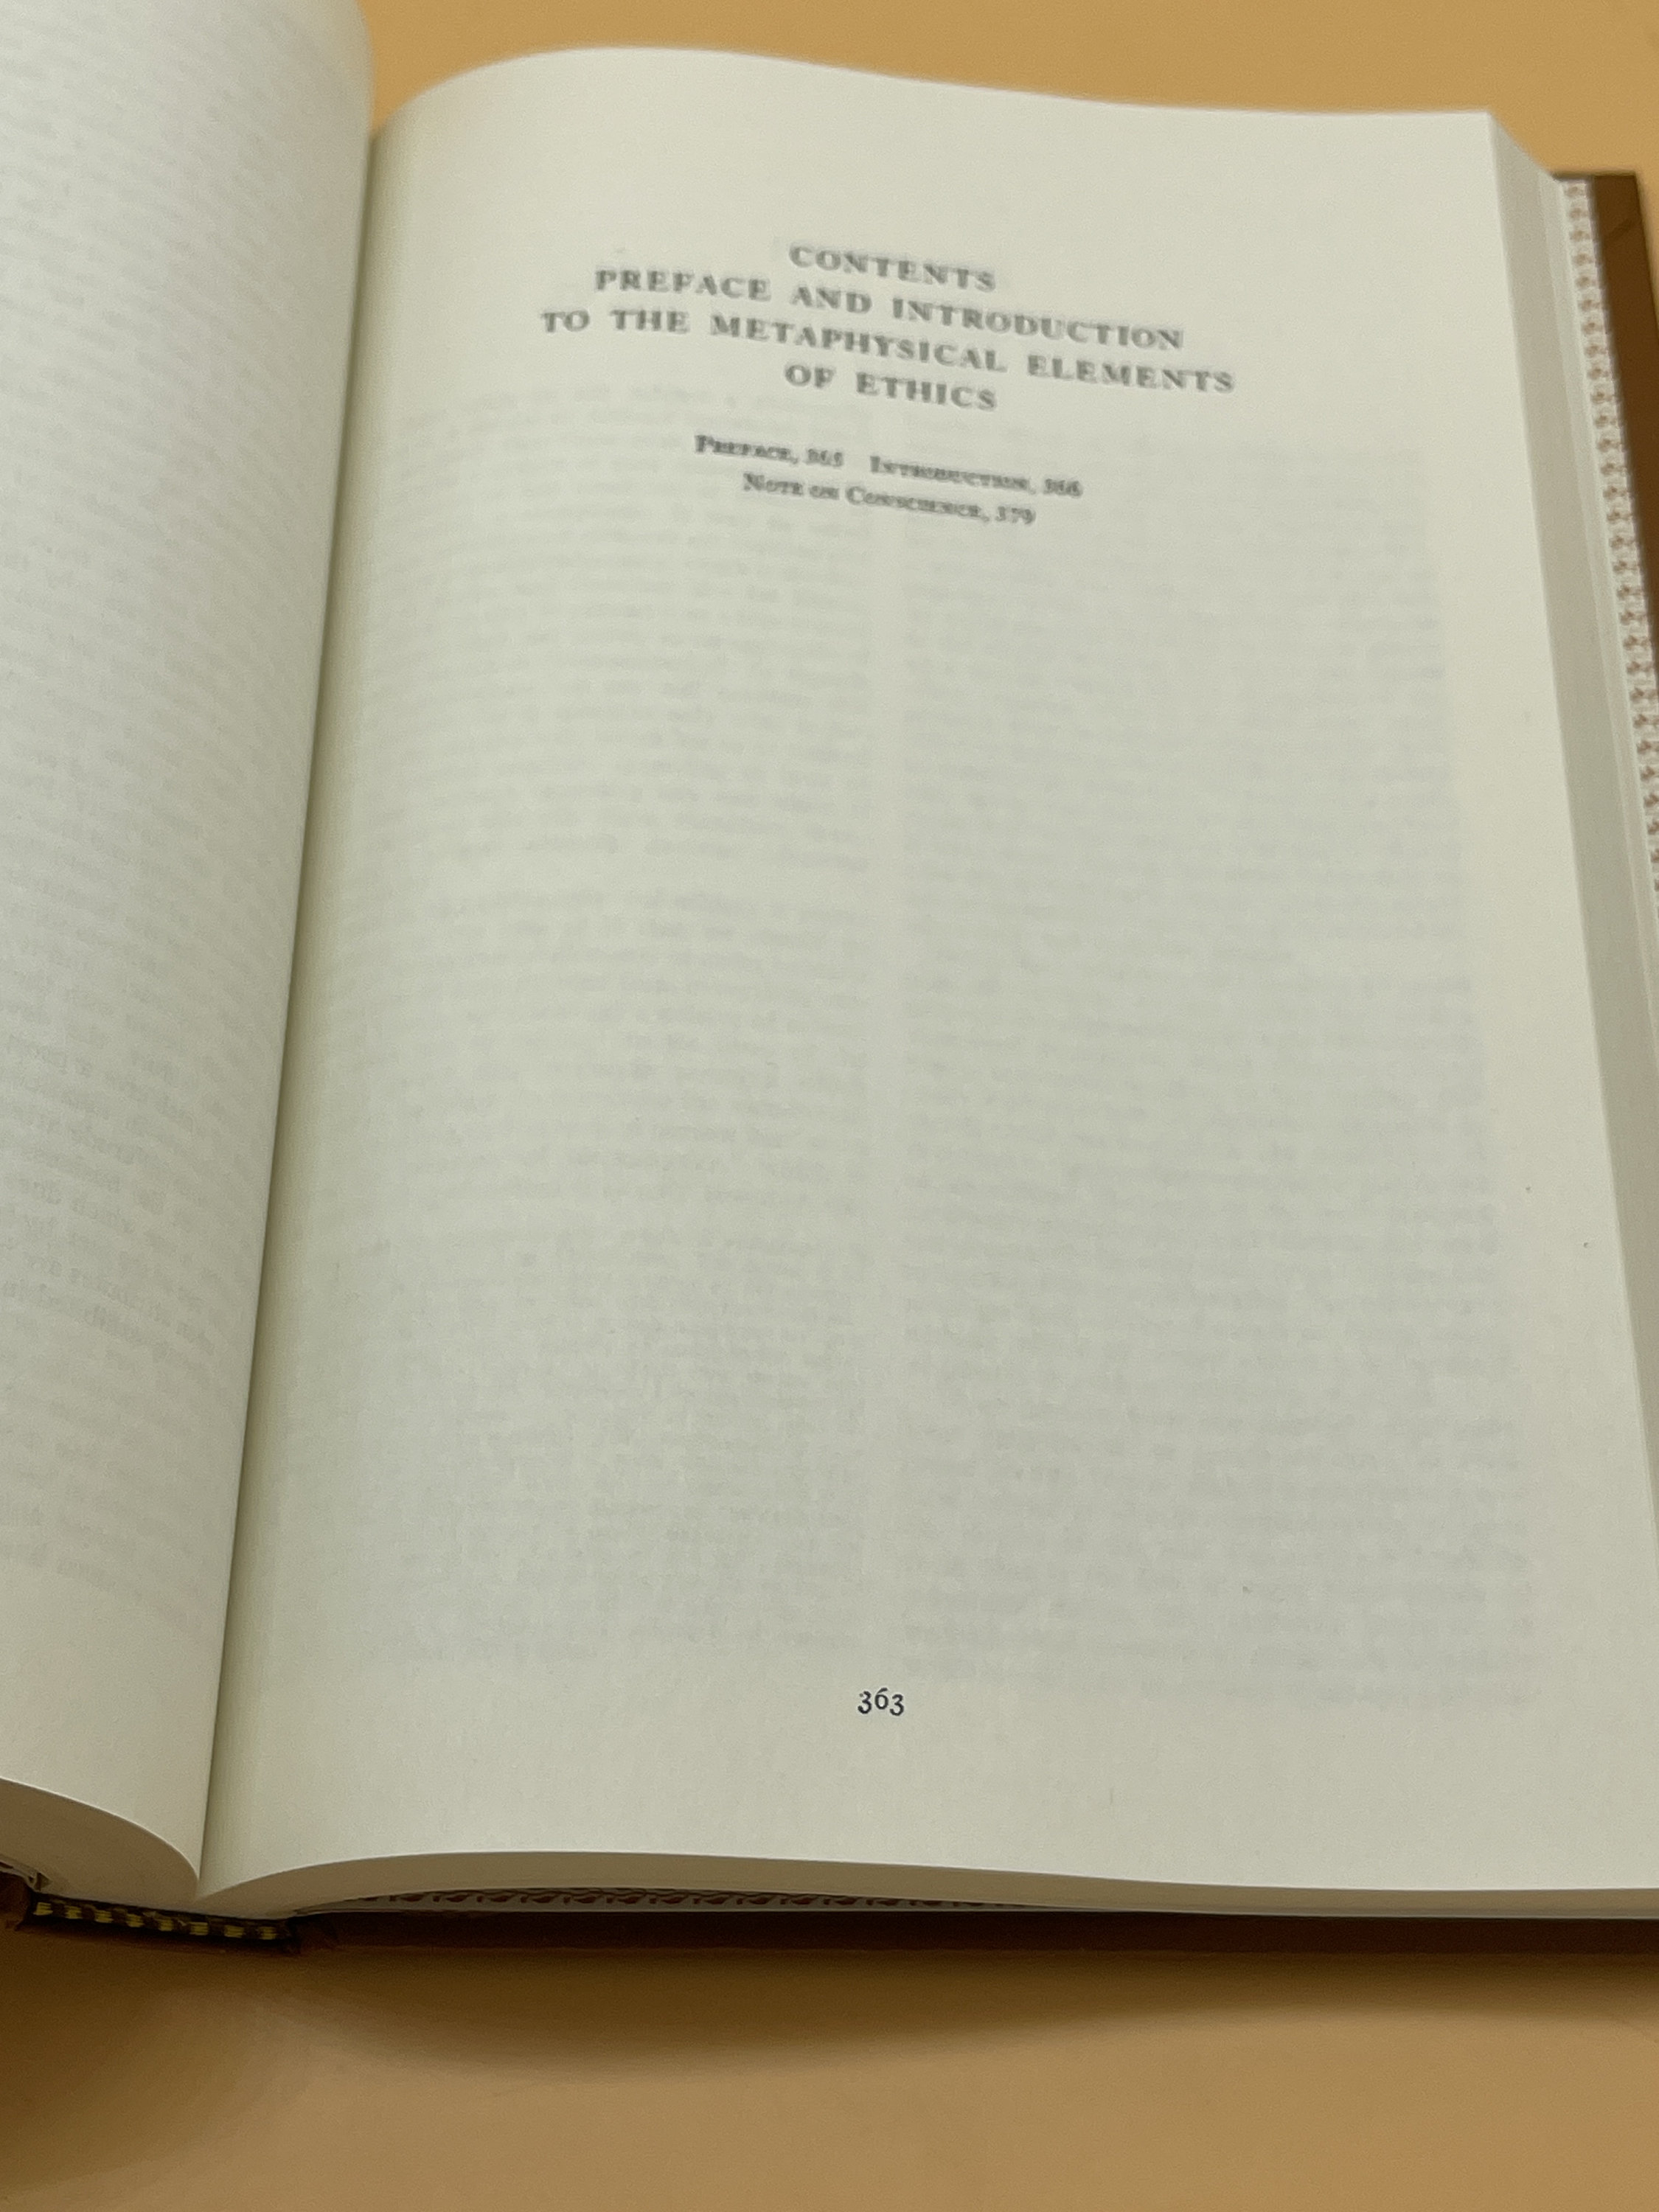 CONTENTS
PREFACE AND INTRODUCTION
TO THE METAPHYSICAL ELEMENTS
OF ETHICS
PREFACE, 365 INTRODUCTION, 366
NOTE ON CONSCIENCE, 379
363